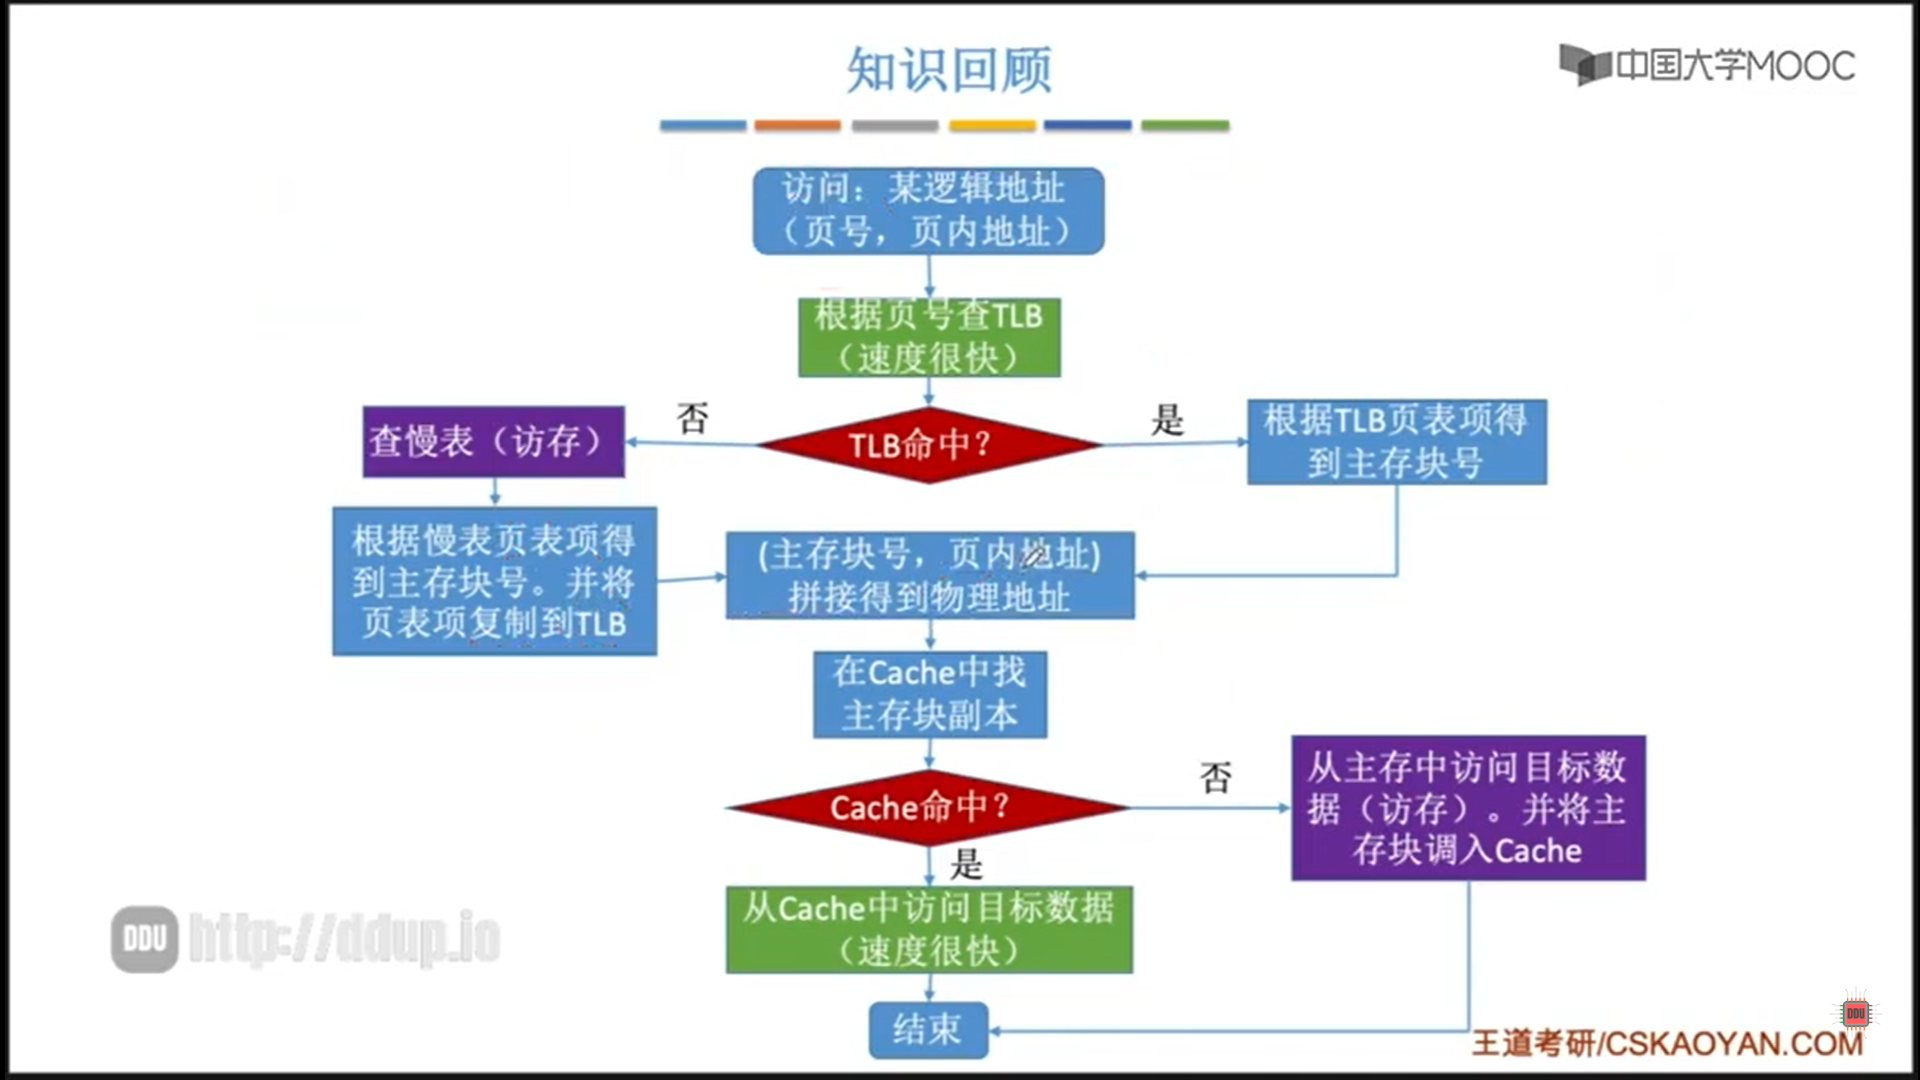 知识回顾
中国大学MOOC
访问：某逻辑地址
（页号，页内地址）
根据页号查TLB
（速度很快）
否
是
查慢表（访存）
TLB命中？
根据TLB页表项得
到主存块号
根据慢表页表项得
到主存块号。并将
页表项复制到TLB
(主存块号，页内地址)
拼接得到物理地址
在Cache中找
主存块副本
Cache命中？
否
从主存中访问目标数
据（访存）。并将主
存块调入Cache
是
从Cache中访问目标数据
（速度很快）
结束
DDU http://ddup.io
DDU
王道考研/CSKAOYAN.COM